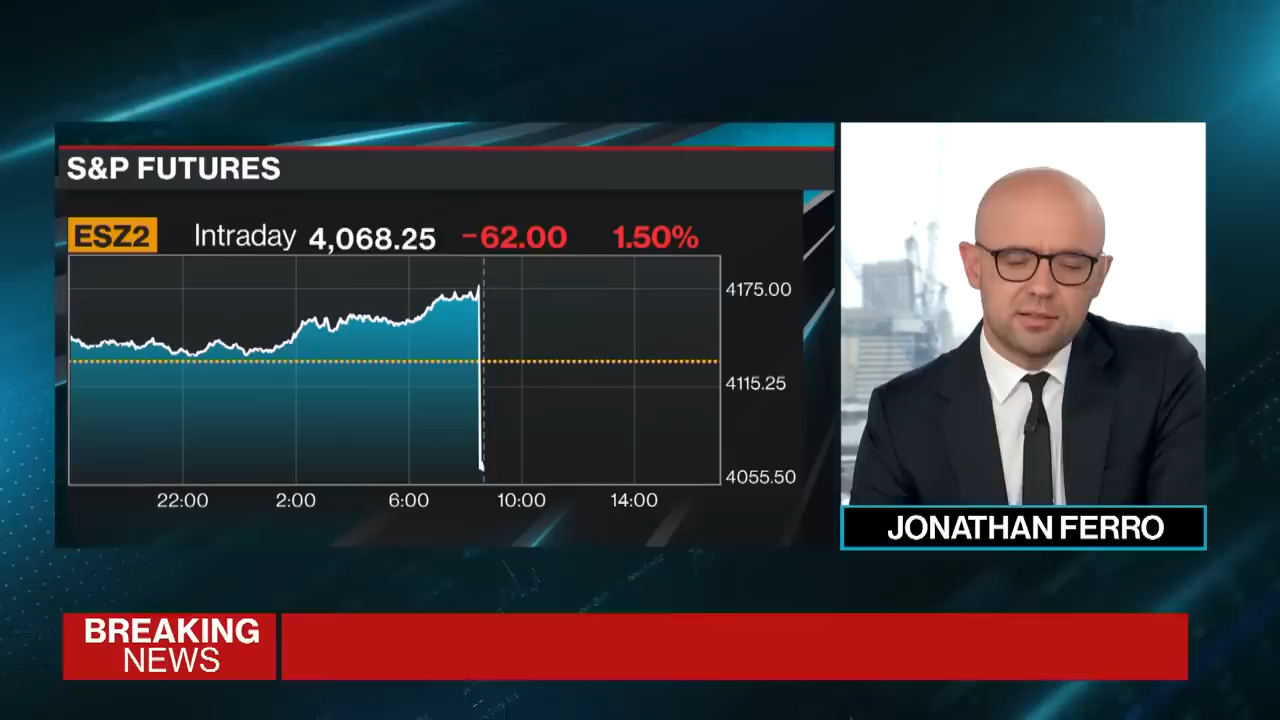 S&P FUTURES
ESZ2 Intraday 4,068.25 -62.00 1.50%
4175.00
4115.25
4055.50
22:00 2:00 6:00 10:00 14:00
JONATHAN FERRO
BREAKING
NEWS